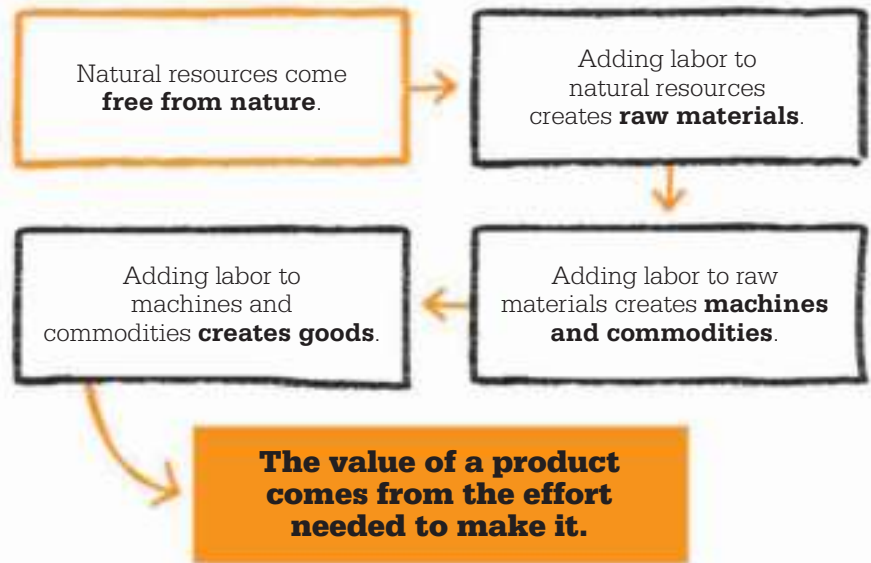 Natural resources come
free from nature.
Adding labor to
natural resources
creates raw materials.
Adding labor to raw
materials creates machines
and commodities.
Adding labor to
machines and
commodities creates goods.
The value of a product
comes from the effort
needed to make it.